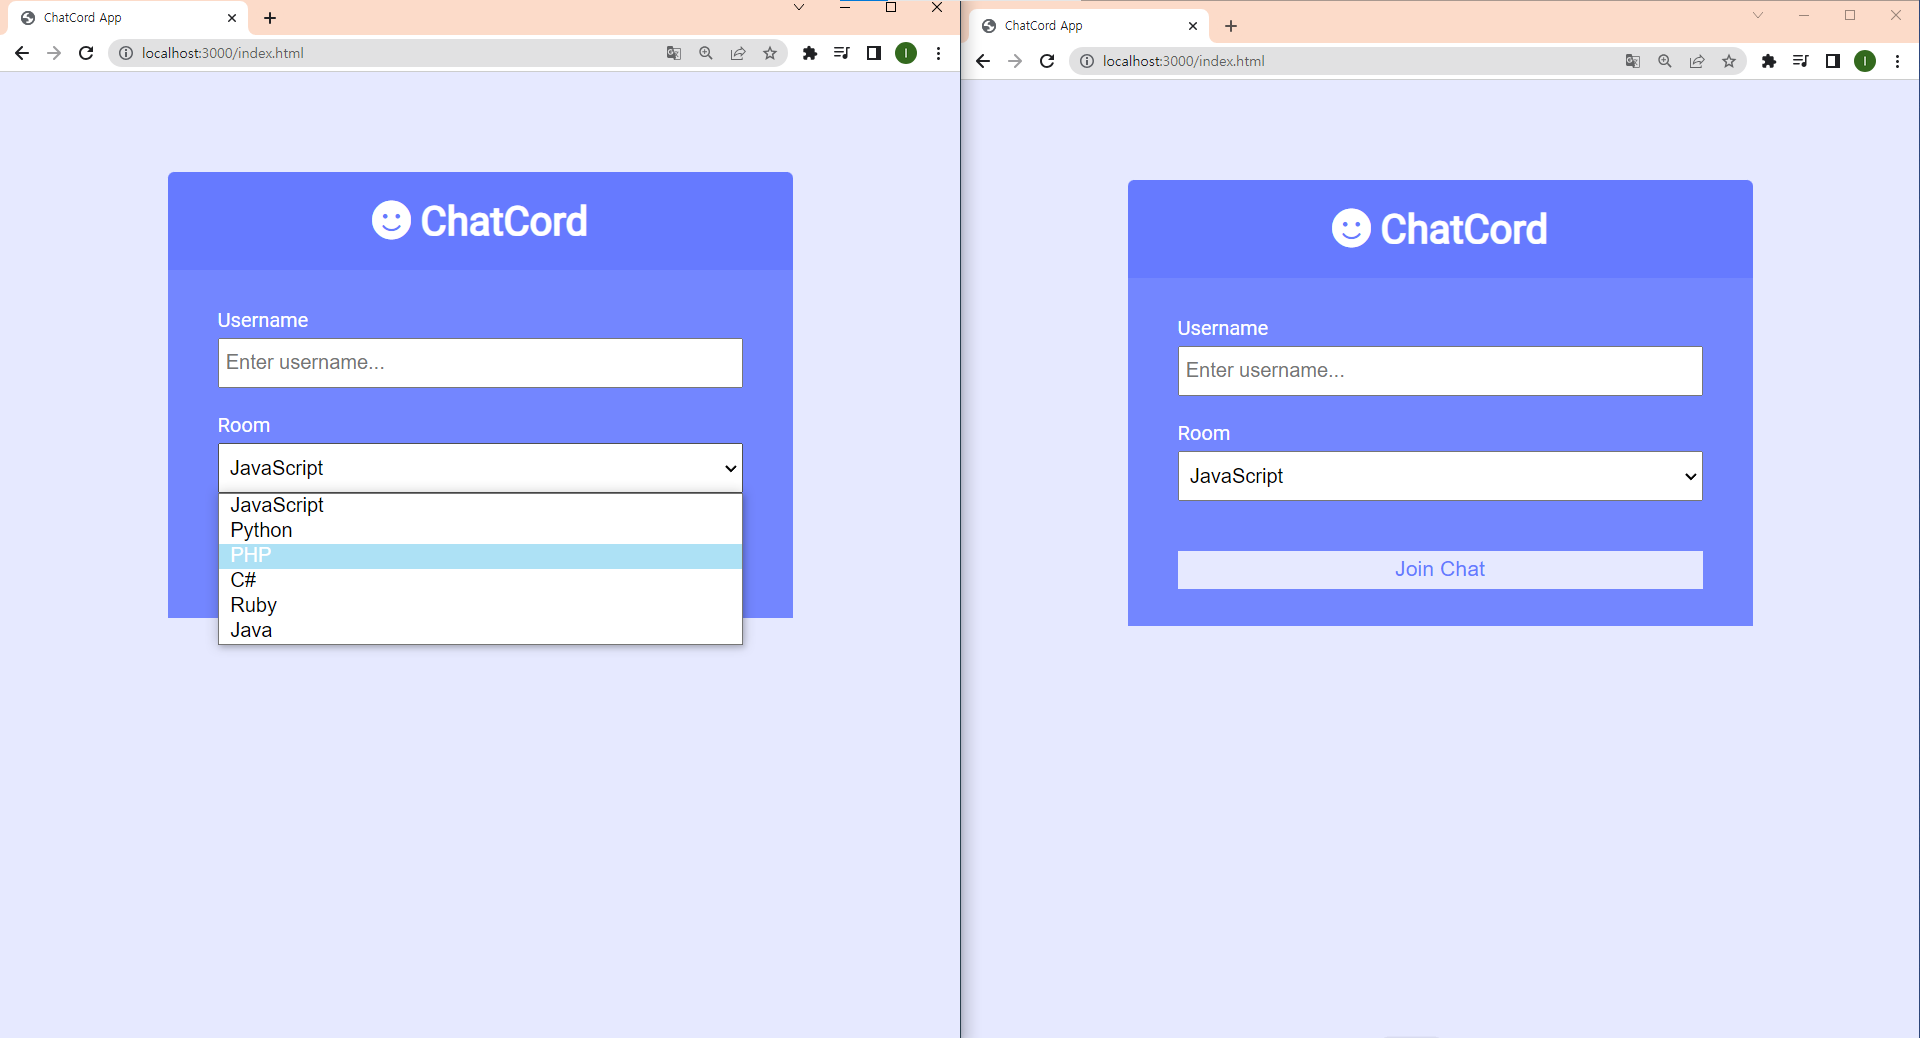 ChatCord App
localhost:3000/index.html
I
ChatCord
Username
Enter username...
Room
JavaScript
JavaScript
Python
PHP
C#
Ruby
Java
ChatCord App
localhost:3000/index.html
I
ChatCord
Username
Enter username...
Room
JavaScript
Join Chat